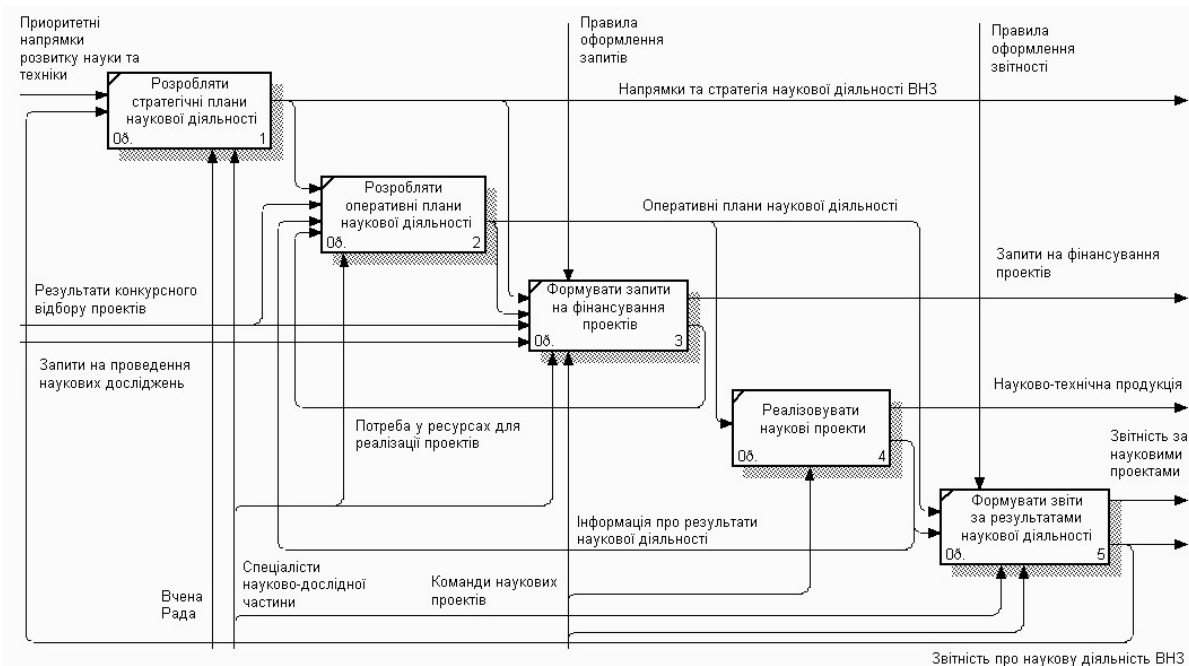 Приоритетні
напрямки
розвитку науки та
техніки
Правила
оформлення
запитів
Правила
оформлення
звітності
Розробляти
стратегічні плани
наукової діяльності
0ð.
1
Напрямки та стратегія наукової діяльності ВНЗ
Розробляти
оперативні плани
наукової діяльності
0ð.
2
Оперативні плани наукової діяльності
Запити на фінансування
проектів
Результати конкурсного
відбору проектів
Формувати запити
на фінансування
проектів
0ð.
3
Запити на проведення
наукових досліджень
Науково-технічна продукція
Потреба у ресурсах для
реалізації проектів
Реалізовувати
наукові проекти
0ð.
4
Звітність за
науковими
проектами
Формувати звіти
за результатами
наукової діяльності
0ð.
5
Інформація про результати
наукової діяльності
Спеціалісти
науково-дослідної
частини
Команди наукових
проектів
Вчена
Рада
Звітність про наукову діяльність ВНЗ